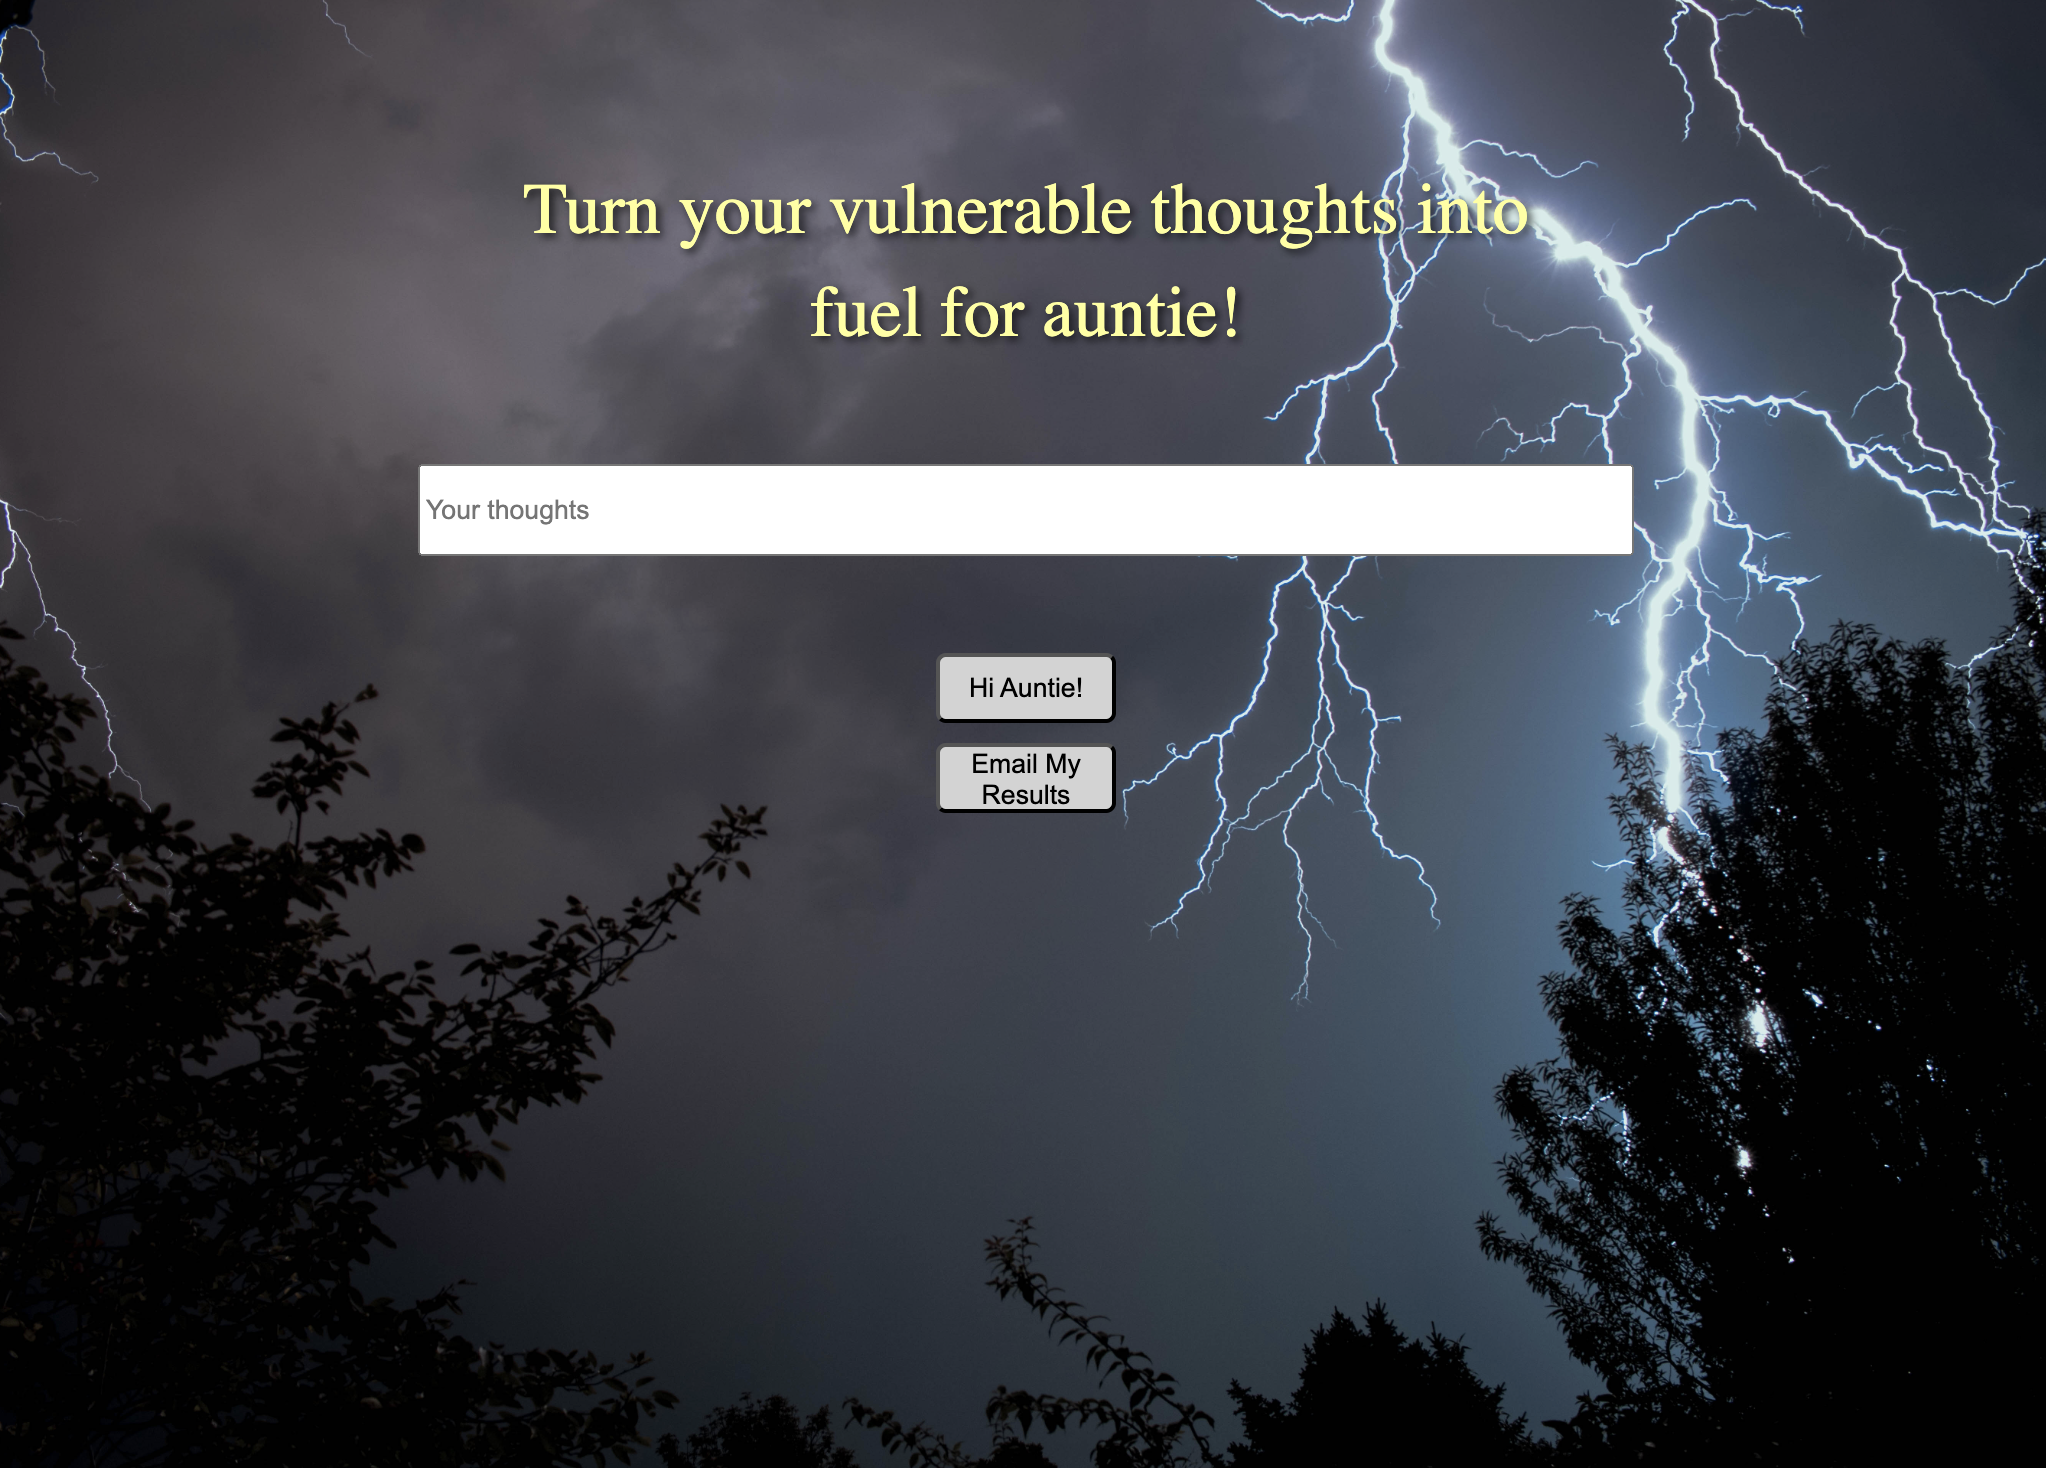 Turn your vulnerable thoughts into
fuel for auntie!
Your thoughts
Hi Auntie!
Email My
Results